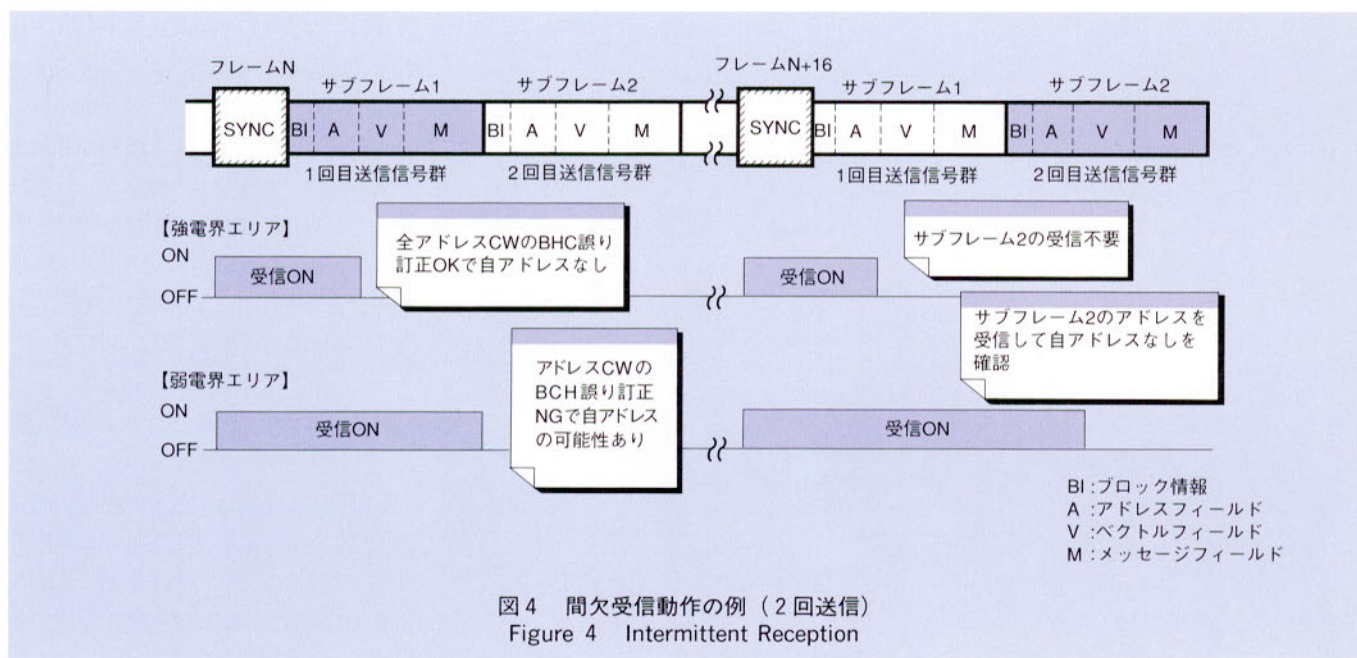 フレームN
フレームN+16
サブフレーム1
サブフレーム2
サブフレーム1
サブフレーム2
SYNC
BI A V M
BI A V M
SYNC
BI A V M
BI A V M
1回目送信信号群
2回目送信信号群
1回目送信信号群
2回目送信信号群
【強電界エリア】
ON
OFF
受信ON
全アドレスCWのBHC誤り
訂正OKで自アドレスなし
受信ON
サブフレーム2の受信不要
サブフレーム2のアドレスを
受信して自アドレスなしを
確認
【弱電界エリア】
ON
OFF
受信ON
アドレスCWの
BCH誤り訂正
NGで自アドレス
の可能性あり
受信ON
BI :ブロック情報
A :アドレスフィールド
V :ベクトルフィールド
M :メッセージフィールド
図4 間欠受信動作の例（2回送信）
Figure 4 Intermittent Reception